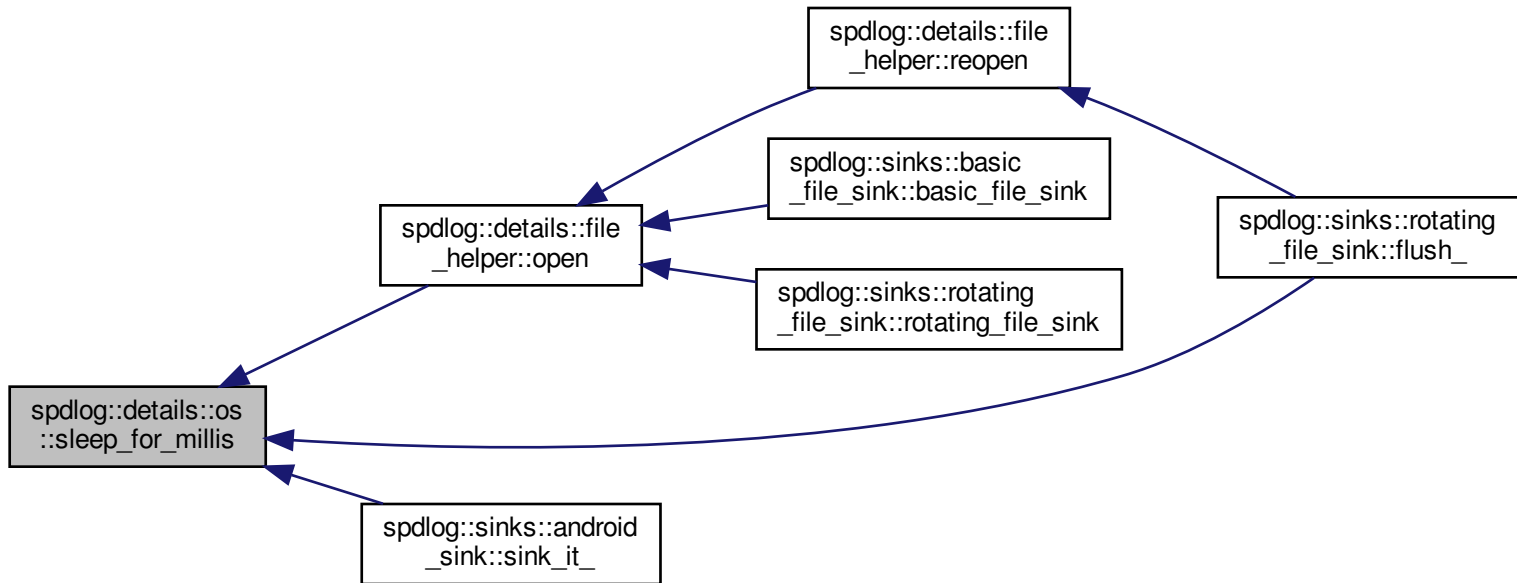 spdlog::details::file
_helper::reopen
spdlog::sinks::basic
_file_sink::basic_file_sink
spdlog::details::file
_helper::open
spdlog::sinks::rotating
_file_sink::flush_
spdlog::sinks::rotating
_file_sink::rotating_file_sink
spdlog::details::os
::sleep_for_millis
spdlog::sinks::android
_sink::sink_it_